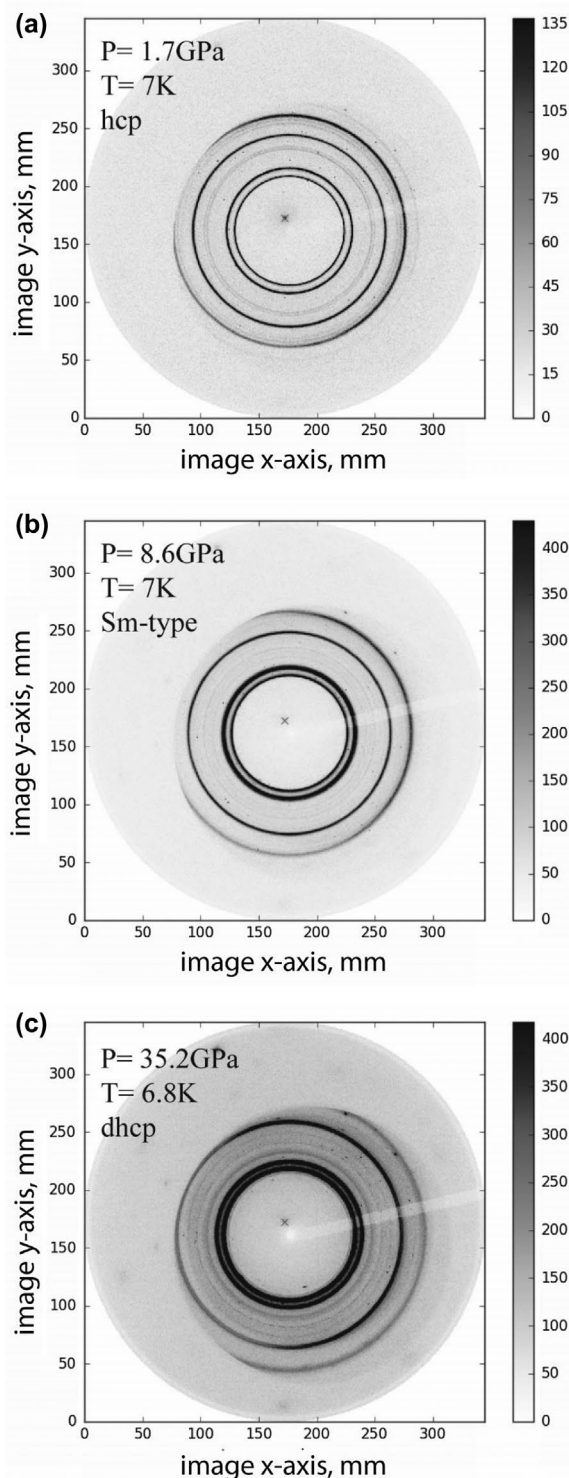 (a)
P= 1.7GPa
T= 7K
hcp
image y-axis, mm
300
250
200
150
100
50
0
0 50 100 150 200 250 300
image x-axis, mm
135
120
105
90
75
60
45
30
15
0
(b)
P= 8.6GPa
T= 7K
Sm-type
image y-axis, mm
300
250
200
150
100
50
0
0 50 100 150 200 250 300
image x-axis, mm
400
350
300
250
200
150
100
50
0
(c)
P= 35.2GPa
T= 6.8K
dhcp
image y-axis, mm
300
250
200
150
100
50
0
0 50 100 150 200 250 300
image x-axis, mm
400
350
300
250
200
150
100
50
0